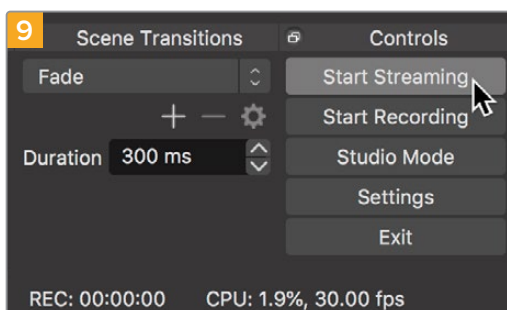 9
Scene Transitions
Controls
Fade
Start Streaming
Start Recording
Duration 300 ms
Studio Mode
Settings
Exit
REC: 00:00:00 CPU: 1.9%, 30.00 fps